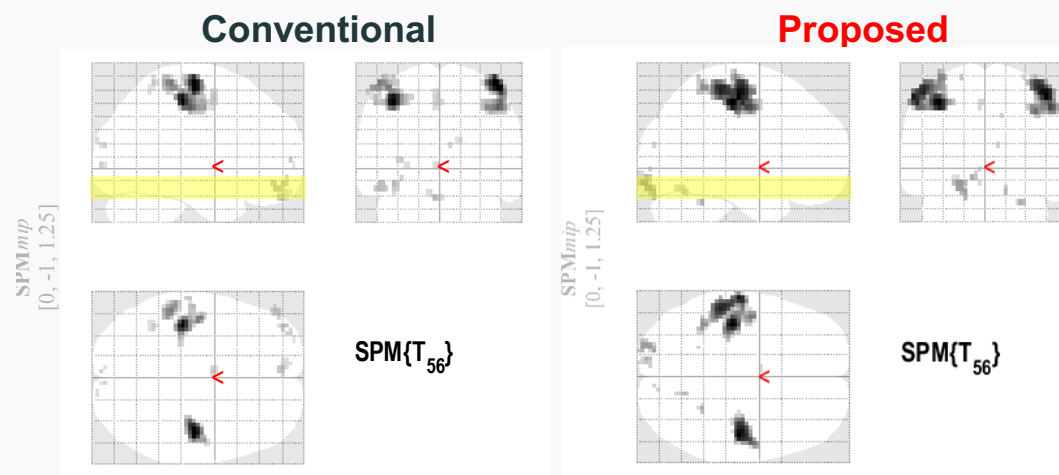 Conventional
Proposed
SPMmip
[0, -1, 1.25]
<
<
<
SPM{T56}
SPMmip
[0, -1, 1.25]
<
<
<
SPM{T56}